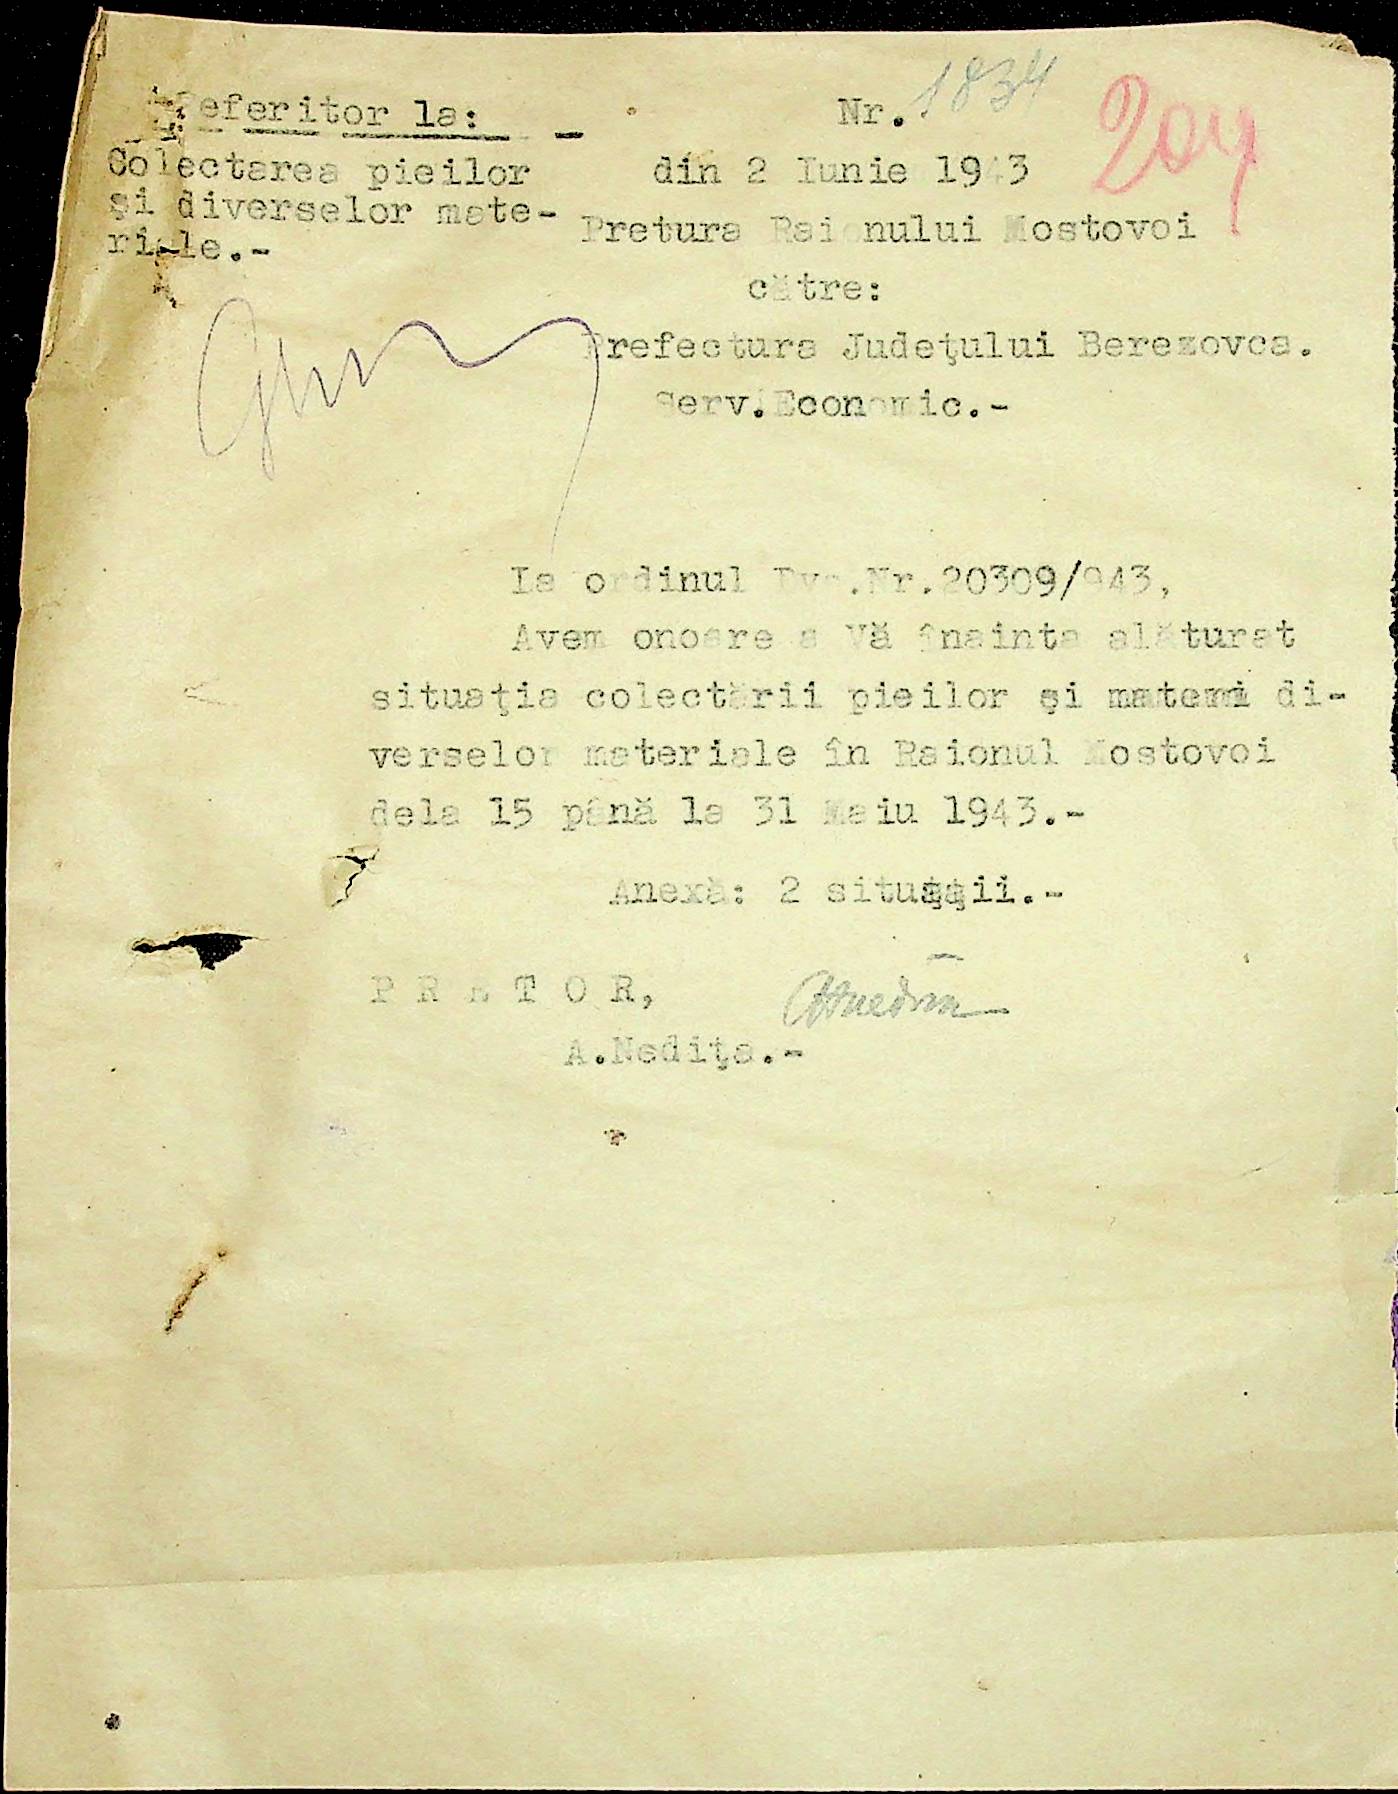 Referitor la:
Colectarea pieilor
şi diverselor mate-
riale.-
Nr. 1834
204
din 2 Iunie 1943
Pretura Raionului Mostovoi
către:
Prefectura Judeţului Berezovca.
Serv.Economic.-
La ordinul Dvs.Nr.20309/943,
Avem onoare a Vă înainta alăturat
situaţia colectării pieilor şi di-
verselor materiale în Raionul Mostovoi
dela 15 până la 31 Maiu 1943.-
Anexă: 2 situaţii.-
P R E T O R,
A.Nediţa.-